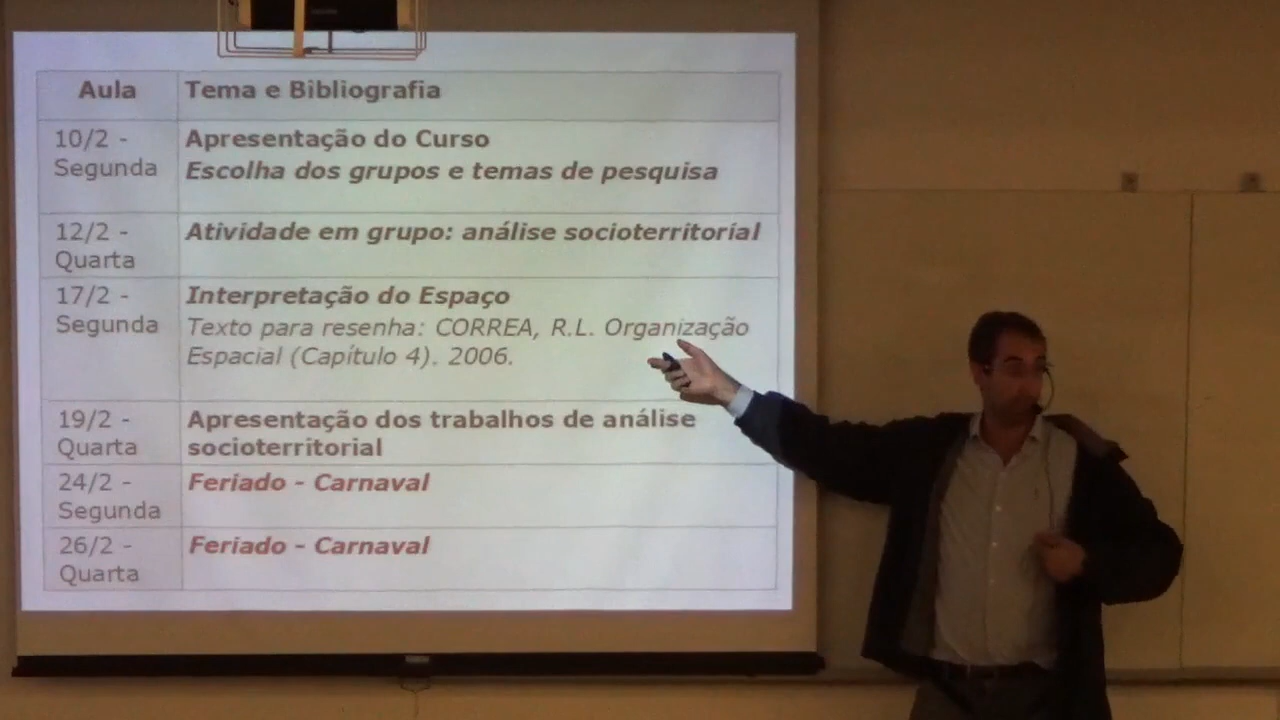 Aula Tema e Bibliografia
10/2 - Apresentação do Curso
Segunda Escolha dos grupos e temas de pesquisa
12/2 - Atividade em grupo: análise socioterritorial
Quarta
17/2 - Interpretação do Espaço
Segunda Texto para resenha: CORREA, R.L. Organização
Espacial (Capítulo 4). 2006.
19/2 - Apresentação dos trabalhos de análise
Quarta socioterritorial
24/2 - Feriado - Carnaval
Segunda
26/2 - Feriado - Carnaval
Quarta